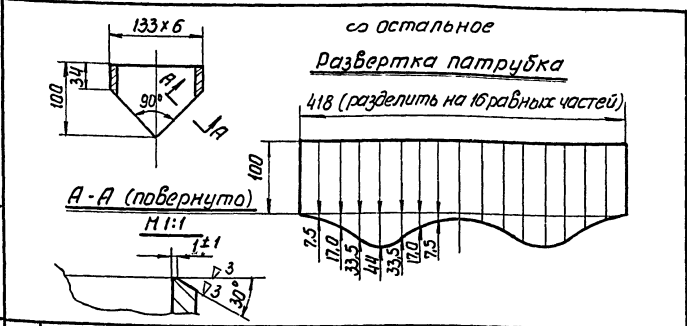 133×6
34
100
90°
А
А
∽ остальное
Развертка патрубка
418 (разделить на 16 равных частей)
100
7,5
17,0
33,5
44
33,5
17,0
7,5
А-А (повернуто)
М 1:1
1±1
▽3
▽3
30°